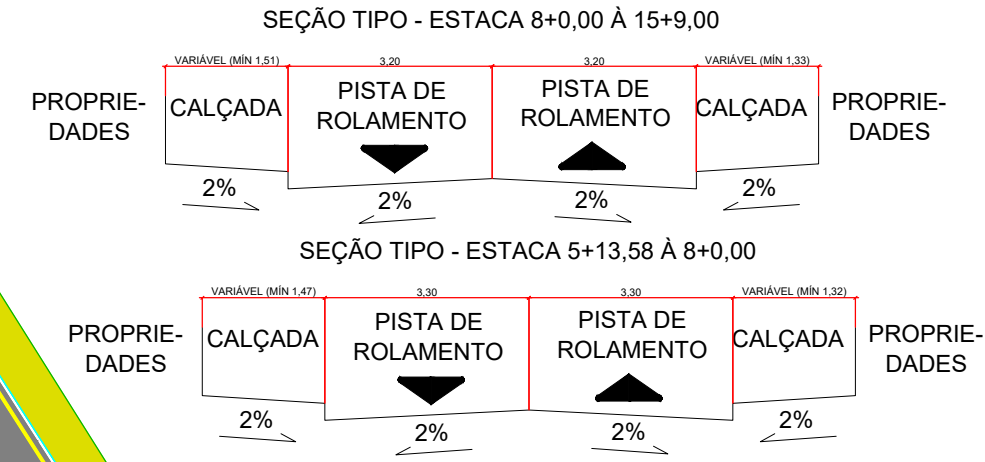 SEÇÃO TIPO - ESTACA 8+0,00 À 15+9,00
VARIÁVEL (MÍN 1,51) 3,20 3,20 VARIÁVEL (MÍN 1,33)
PROPRIE-
DADES
CALÇADA
PISTA DE
ROLAMENTO
PISTA DE
ROLAMENTO
CALÇADA
PROPRIE-
DADES
2% 2% 2% 2%
SEÇÃO TIPO - ESTACA 5+13,58 À 8+0,00
VARIÁVEL (MÍN 1,47) 3,30 3,30 VARIÁVEL (MÍN 1,32)
PROPRIE-
DADES
CALÇADA
PISTA DE
ROLAMENTO
PISTA DE
ROLAMENTO
CALÇADA
PROPRIE-
DADES
2% 2% 2% 2%